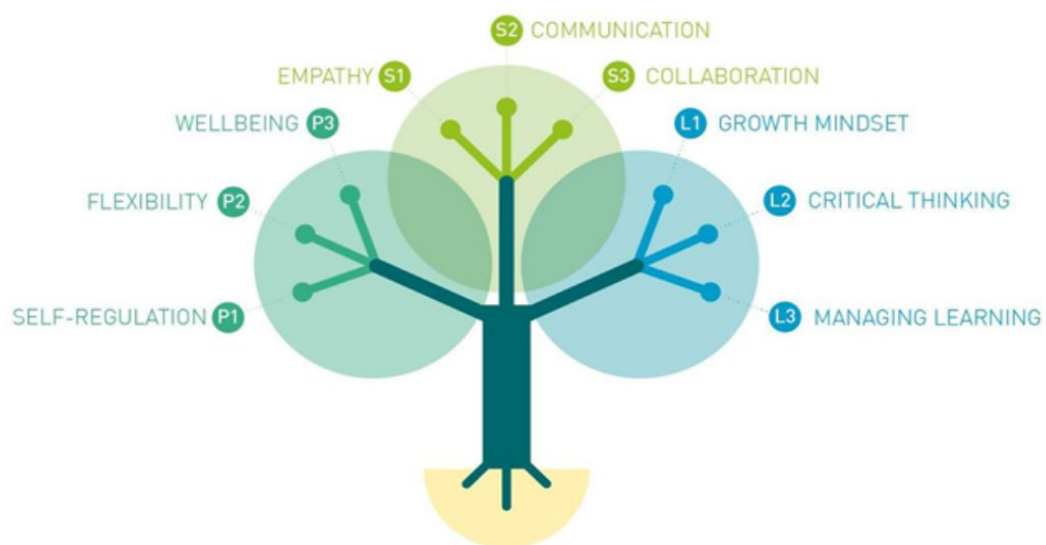 S2 COMMUNICATION
EMPATHY S1
S3 COLLABORATION
WELLBEING P3
L1 GROWTH MINDSET
FLEXIBILITY P2
L2 CRITICAL THINKING
SELF-REGULATION P1
L3 MANAGING LEARNING